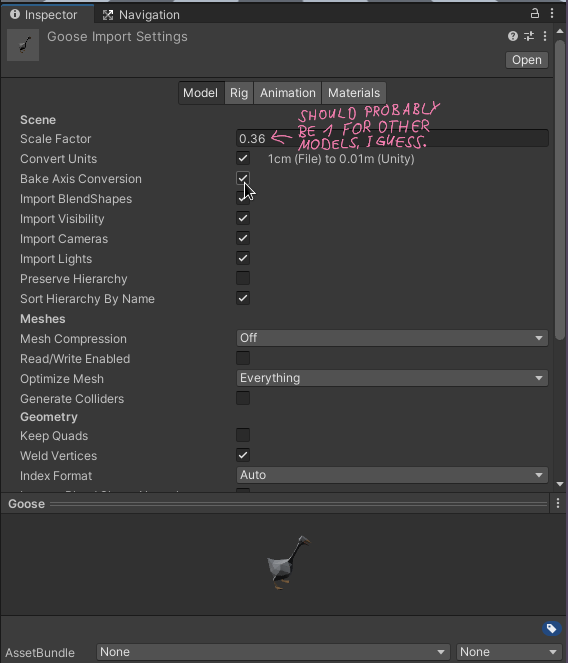 Inspector
Navigation
Goose Import Settings
Open
Model Rig Animation Materials
Scene
SHOULD PROBABLY
BE 1 FOR OTHER
MODELS, I GUESS.
Scale Factor 0.36
Convert Units 1cm (File) to 0.01m (Unity)
Bake Axis Conversion
Import BlendShapes
Import Visibility
Import Cameras
Import Lights
Preserve Hierarchy
Sort Hierarchy By Name
Meshes
Mesh Compression Off
Read/Write Enabled
Optimize Mesh Everything
Generate Colliders
Geometry
Keep Quads
Weld Vertices
Index Format Auto
Goose
AssetBundle None None